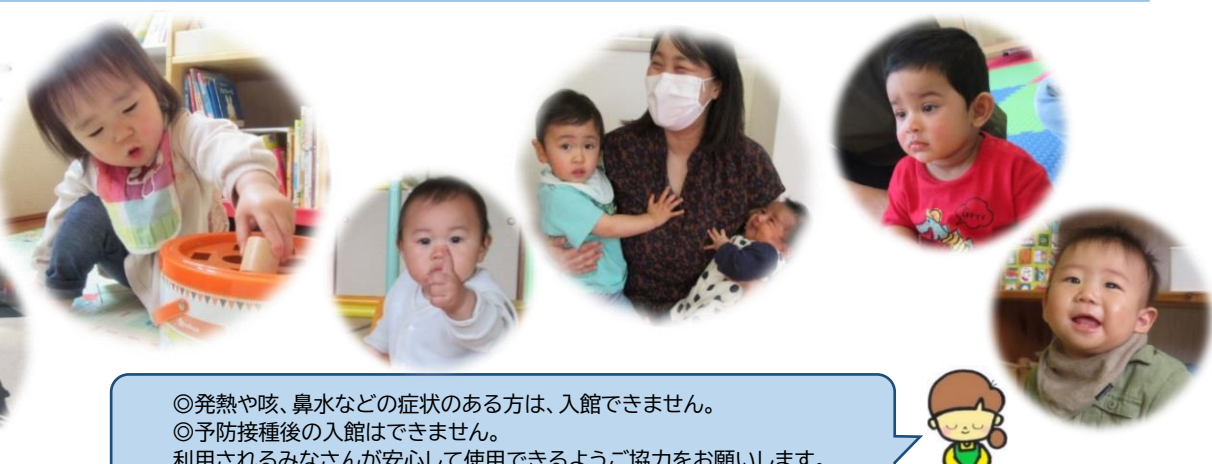 ◎発熱や咳、鼻水などの症状のある方は、入館できません。
◎予防接種後の入館はできません。
利用されるみなさんが安心して使用できるようご協力をお願いします。